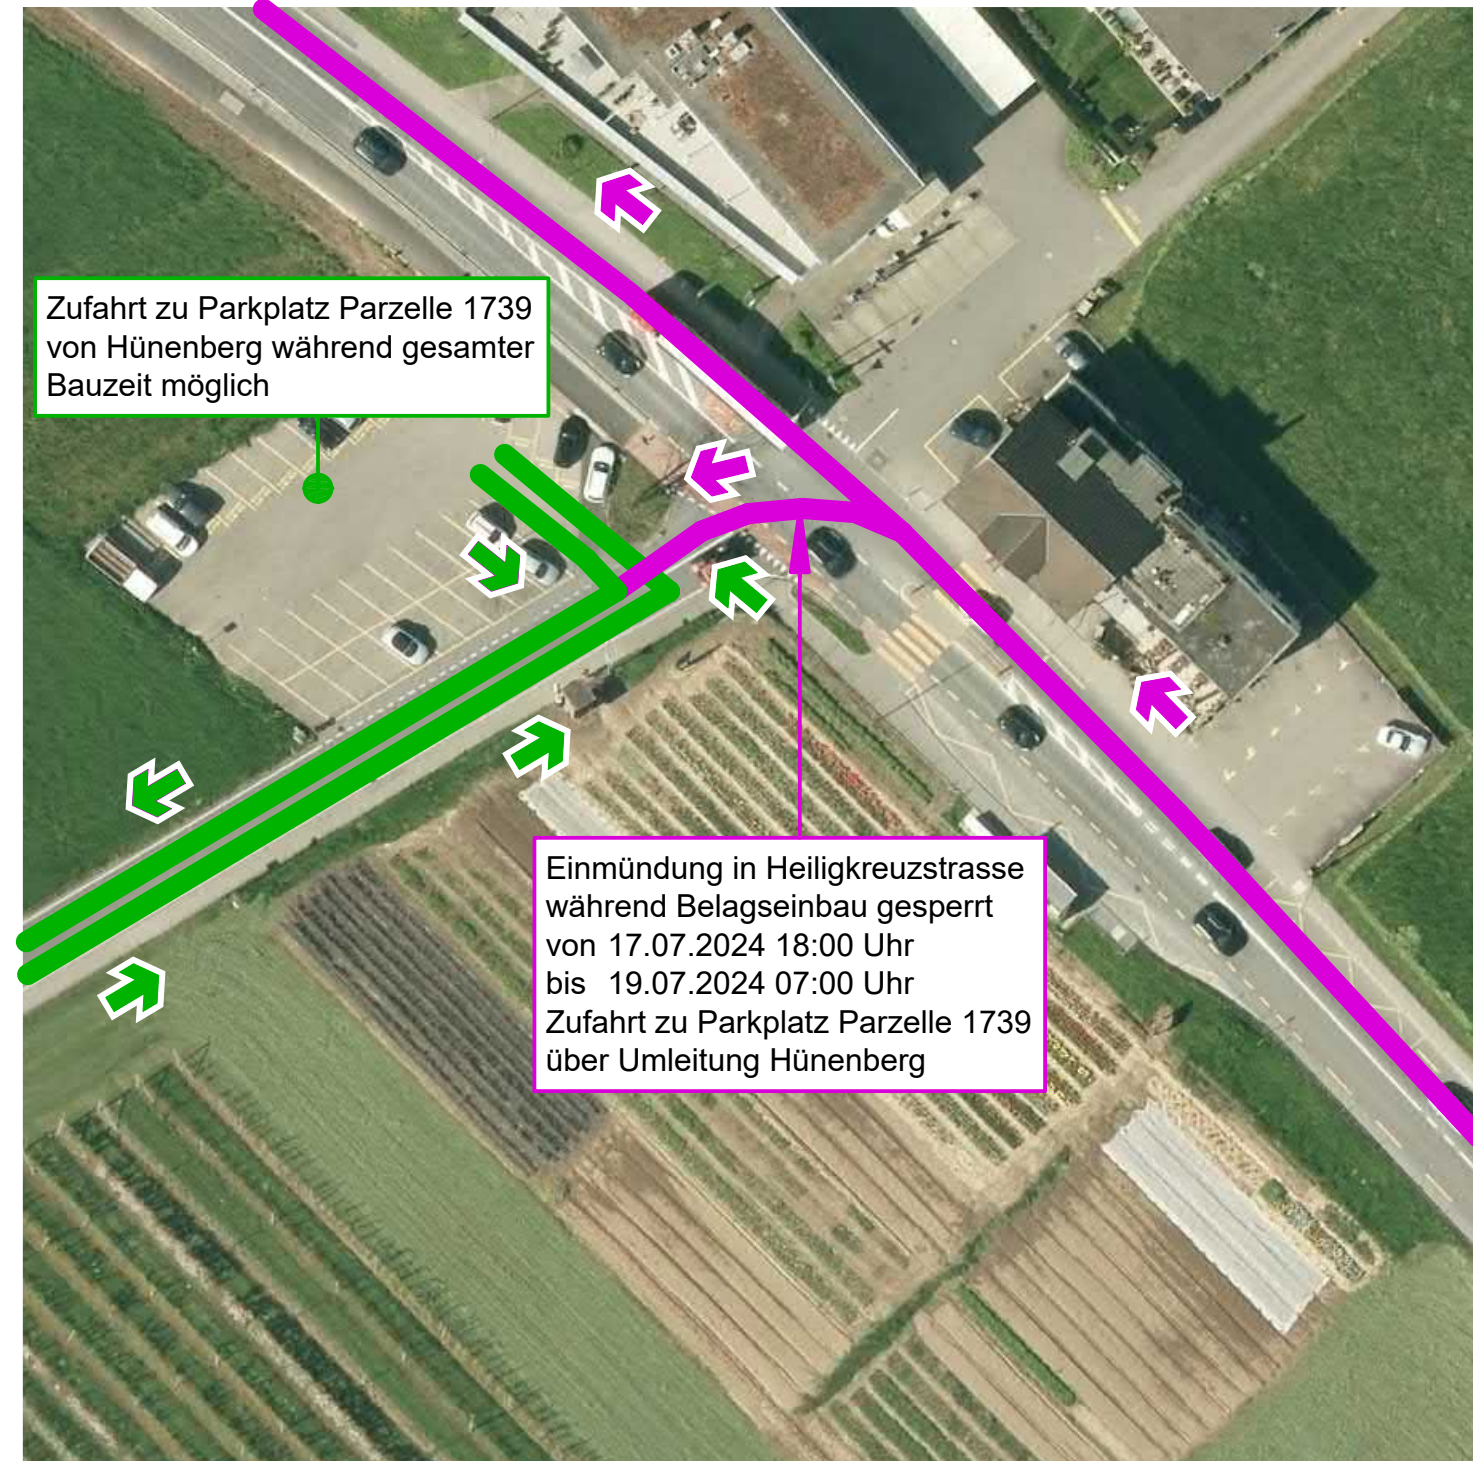 Zufahrt zu Parkplatz Parzelle 1739
von Hünenberg während gesamter
Bauzeit möglich
Einmündung in Heiligkreuzstrasse
während Belagseinbau gesperrt
von 17.07.2024 18:00 Uhr
bis 19.07.2024 07:00 Uhr
Zufahrt zu Parkplatz Parzelle 1739
über Umleitung Hünenberg